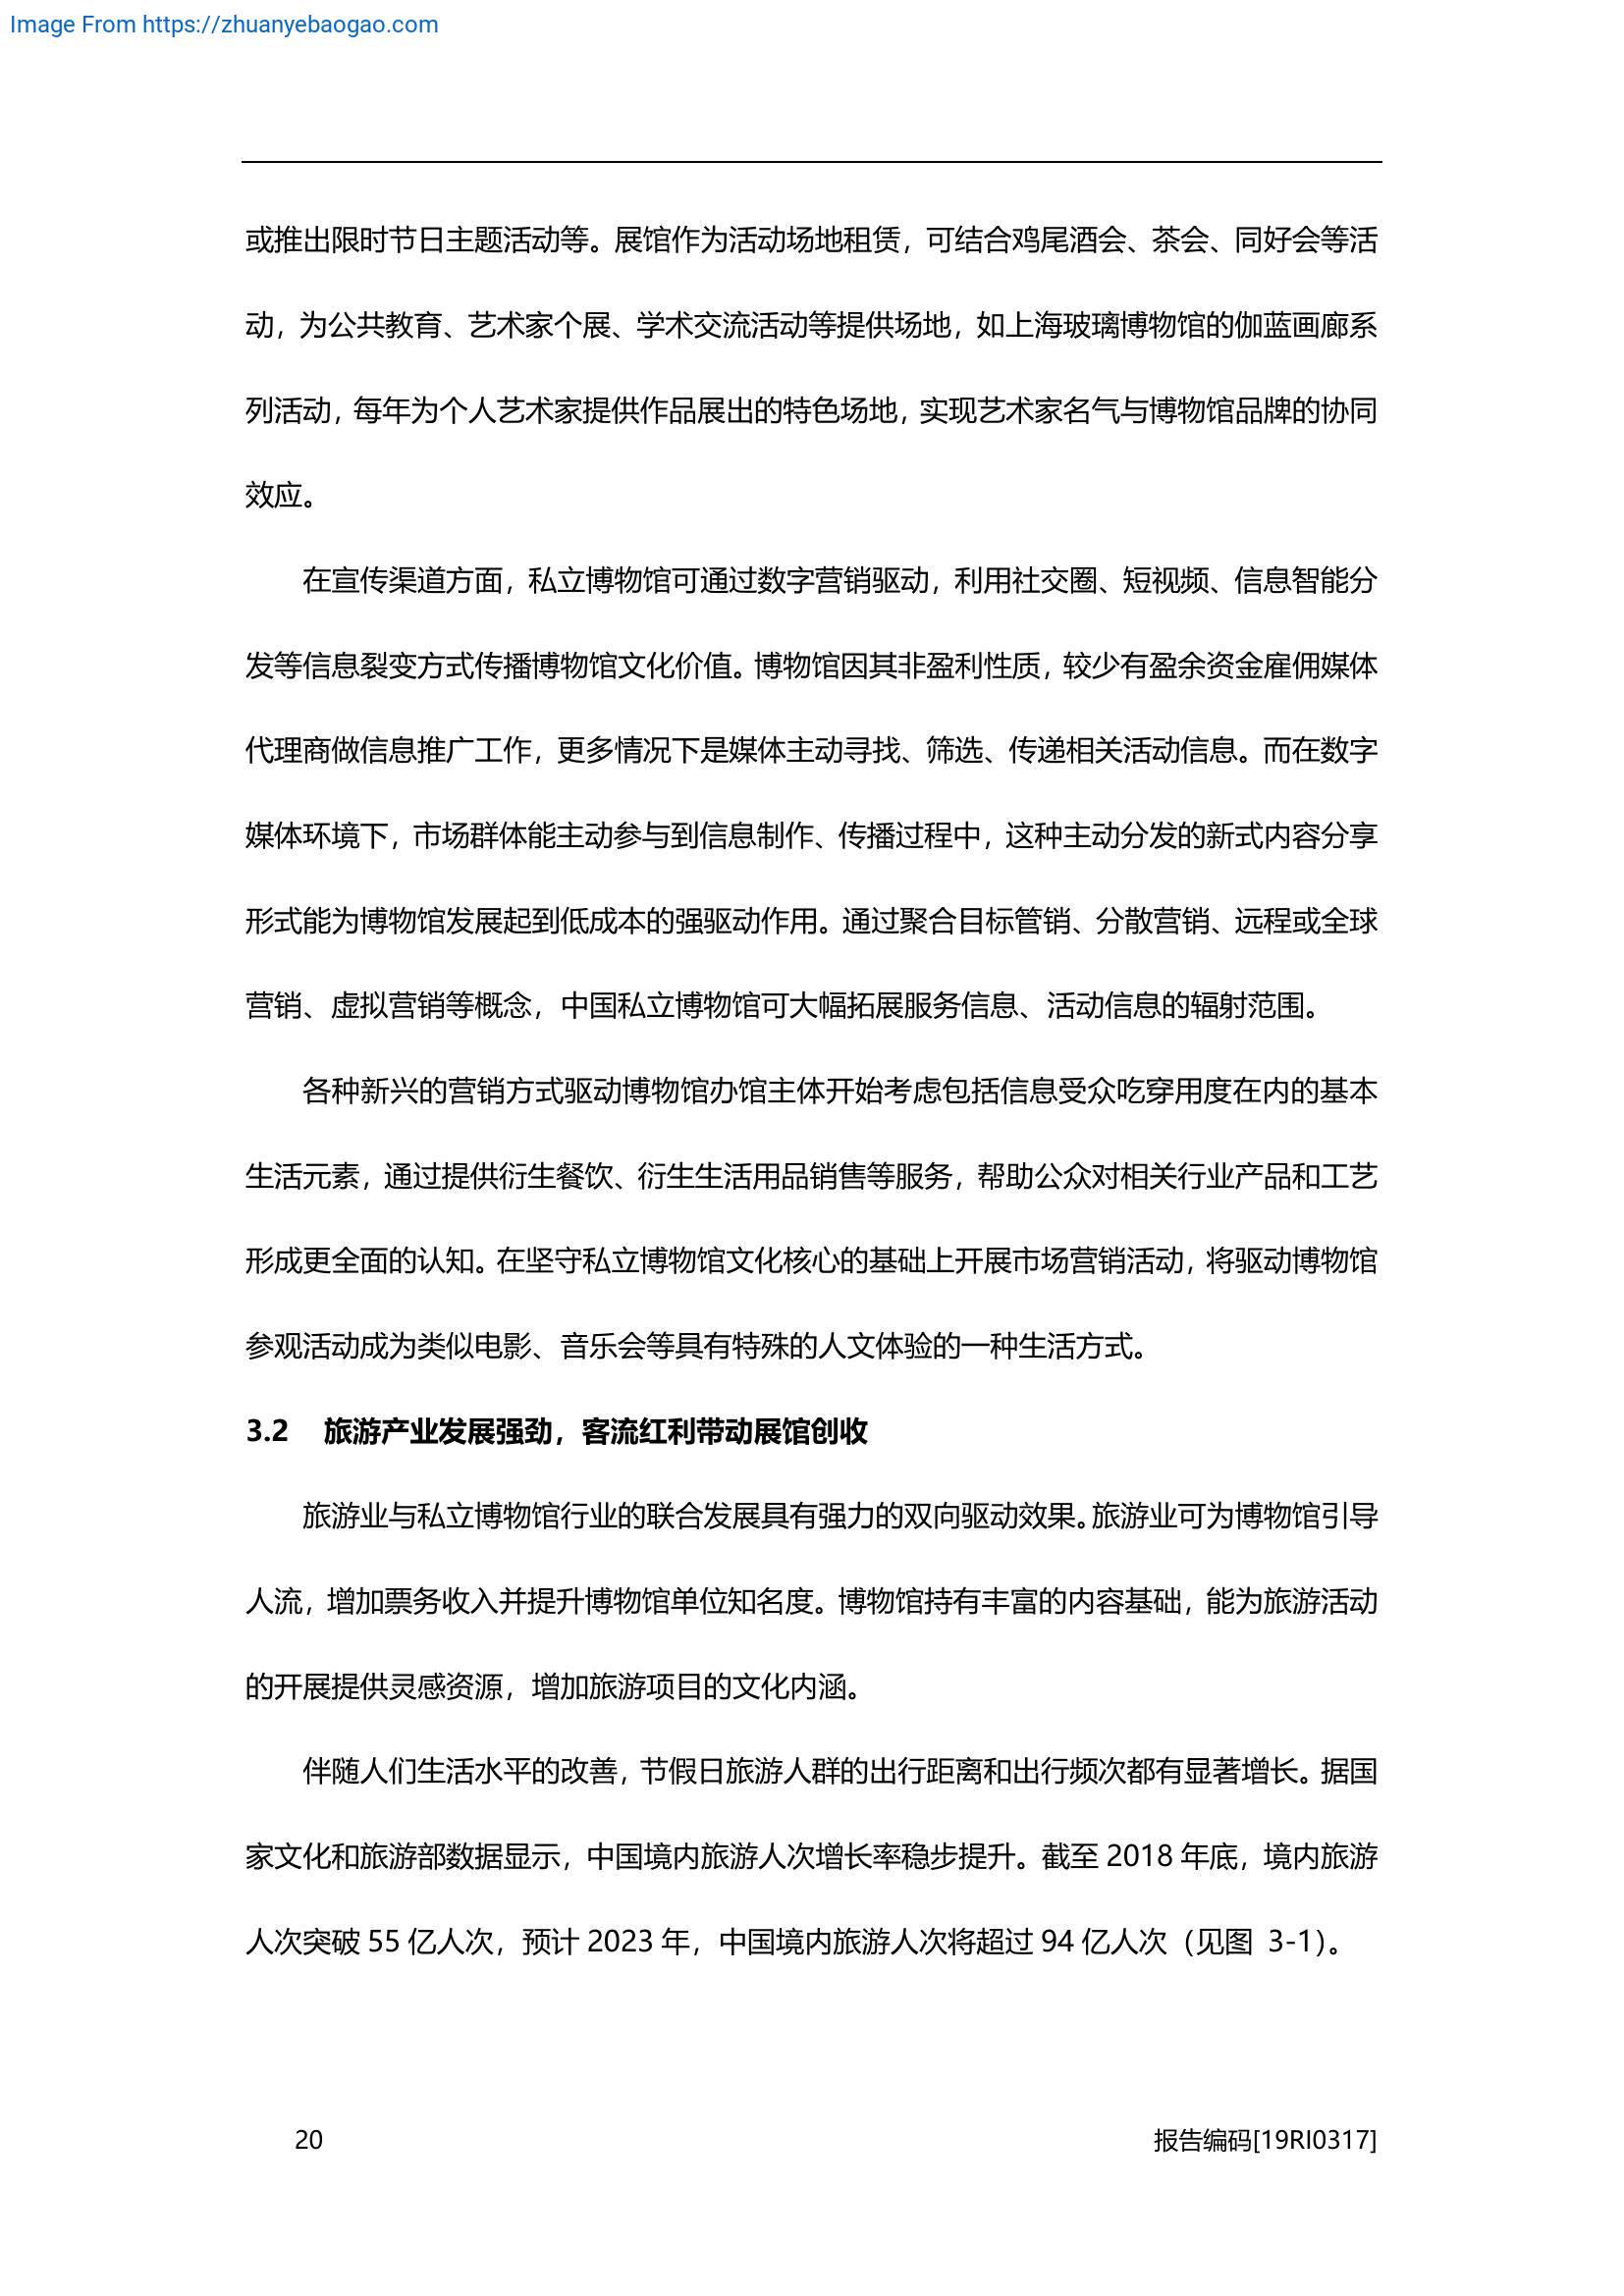 Image From https://zhuanyebaogao.com
或推出限时节日主题活动等。展馆作为活动场地租赁，可结合鸡尾酒会、茶会、同好会等活
动，为公共教育、艺术家个展、学术交流活动等提供场地，如上海玻璃博物馆的伽蓝画廊系
列活动，每年为个人艺术家提供作品展出的特色场地，实现艺术家名气与博物馆品牌的协同
效应。
在宣传渠道方面，私立博物馆可通过数字营销驱动，利用社交圈、短视频、信息智能分
发等信息裂变方式传播博物馆文化价值。博物馆因其非盈利性质，较少有盈余资金雇佣媒体
代理商做信息推广工作，更多情况下是媒体主动寻找、筛选、传递相关活动信息。而在数字
媒体环境下，市场群体能主动参与到信息制作、传播过程中，这种主动分发的新式内容分享
形式能为博物馆发展起到低成本的强驱动作用。通过聚合目标管销、分散营销、远程或全球
营销、虚拟营销等概念，中国私立博物馆可大幅拓展服务信息、活动信息的辐射范围。
各种新兴的营销方式驱动博物馆办馆主体开始考虑包括信息受众吃穿用度在内的基本
生活元素，通过提供衍生餐饮、衍生生活用品销售等服务，帮助公众对相关行业产品和工艺
形成更全面的认知。在坚守私立博物馆文化核心的基础上开展市场营销活动，将驱动博物馆
参观活动成为类似电影、音乐会等具有特殊的人文体验的一种生活方式。
3.2 旅游产业发展强劲，客流红利带动展馆创收
旅游业与私立博物馆行业的联合发展具有强力的双向驱动效果。旅游业可为博物馆引导
人流，增加票务收入并提升博物馆单位知名度。博物馆持有丰富的内容基础，能为旅游活动
的开展提供灵感资源，增加旅游项目的文化内涵。
伴随人们生活水平的改善，节假日旅游人群的出行距离和出行频次都有显著增长。据国
家文化和旅游部数据显示，中国境内旅游人次增长率稳步提升。截至 2018 年底，境内旅游
人次突破 55 亿人次，预计 2023 年，中国境内旅游人次将超过 94 亿人次（见图 3-1）。
20 报告编码[19RI0317]